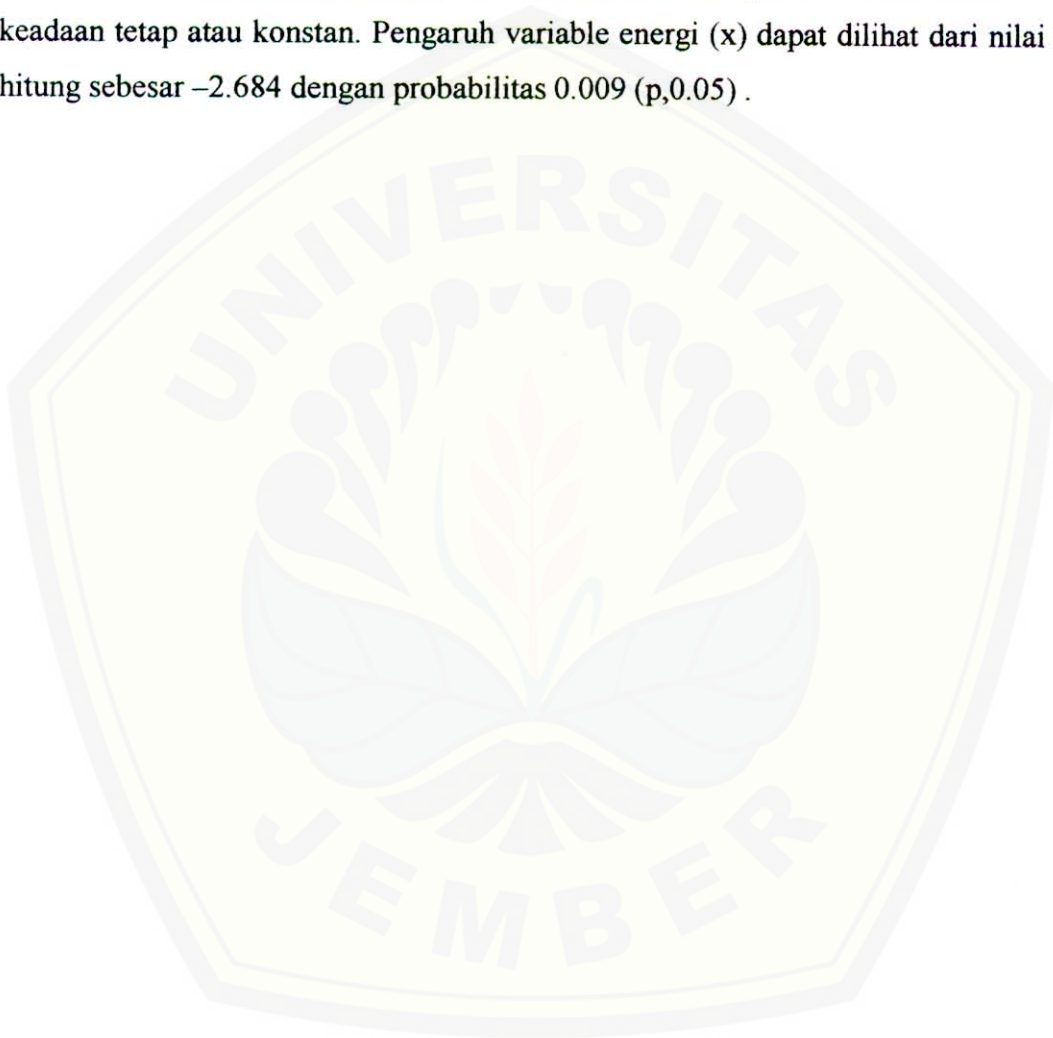 keadaan tetap atau konstan. Pengaruh variable energi (x) dapat dilihat dari nilai
hitung sebesar –2.684 dengan probabilitas 0.009 (p,0.05) .
UNIVERSITAS
JEMBER